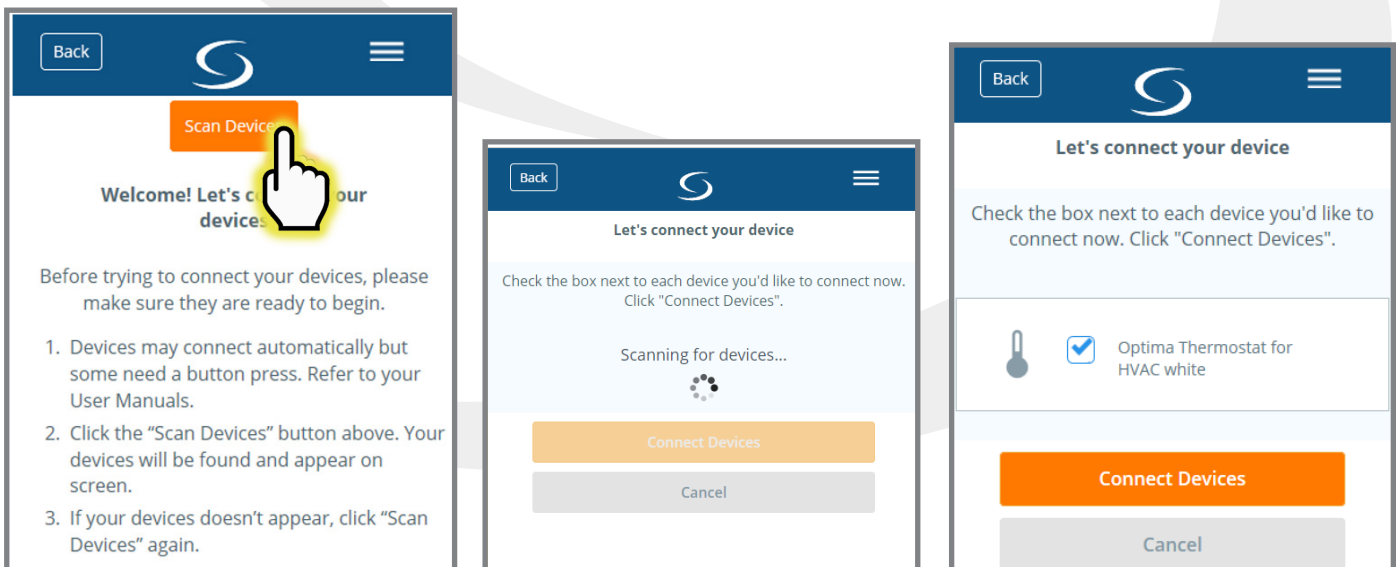 Back
Scan Device
Welcome! Let's your
devices
Before trying to connect your devices, please
make sure they are ready to begin.
1. Devices may connect automatically but
some need a button press. Refer to your
User Manuals.
2. Click the “Scan Devices” button above. Your
devices will be found and appear on
screen.
3. If your devices doesn’t appear, click “Scan
Devices” again.
Back
Let's connect your device
Check the box next to each device you'd like to connect now.
Click "Connect Devices".
Scanning for devices...
Connect Devices
Cancel
Back
Let's connect your device
Check the box next to each device you'd like to
connect now. Click "Connect Devices".
Optima Thermostat for
HVAC white
Connect Devices
Cancel